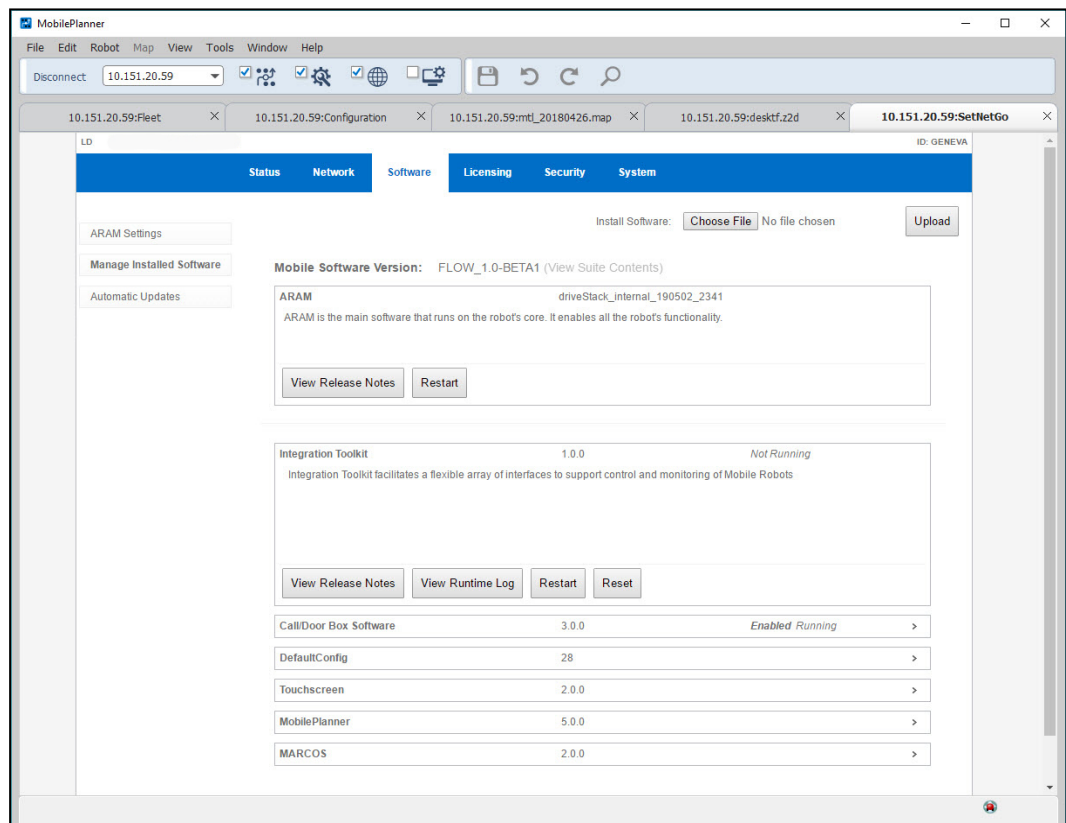 MobilePlanner
File Edit Robot Map View Tools Window Help
Disconnect 10.151.20.59
10.151.20.59:Fleet 10.151.20.59:Configuration 10.151.20.59:mtl_20180426.map 10.151.20.59:desktf.z2d 10.151.20.59:SetNetGo
LD ID: GENEVA
Status Network Software Licensing Security System
Install Software: Choose File No file chosen Upload
ARAM Settings
Manage Installed Software
Automatic Updates
Mobile Software Version: FLOW_1.0-BETA1 (View Suite Contents)
ARAM driveStack_internal_190502_2341
ARAM is the main software that runs on the robot's core. It enables all the robot's functionality.
View Release Notes Restart
Integration Toolkit 1.0.0 Not Running
Integration Toolkit facilitates a flexible array of interfaces to support control and monitoring of Mobile Robots
View Release Notes View Runtime Log Restart Reset
Call/Door Box Software 3.0.0 Enabled Running >
DefaultConfig 28 >
Touchscreen 2.0.0 >
MobilePlanner 5.0.0 >
MARCOS 2.0.0 >